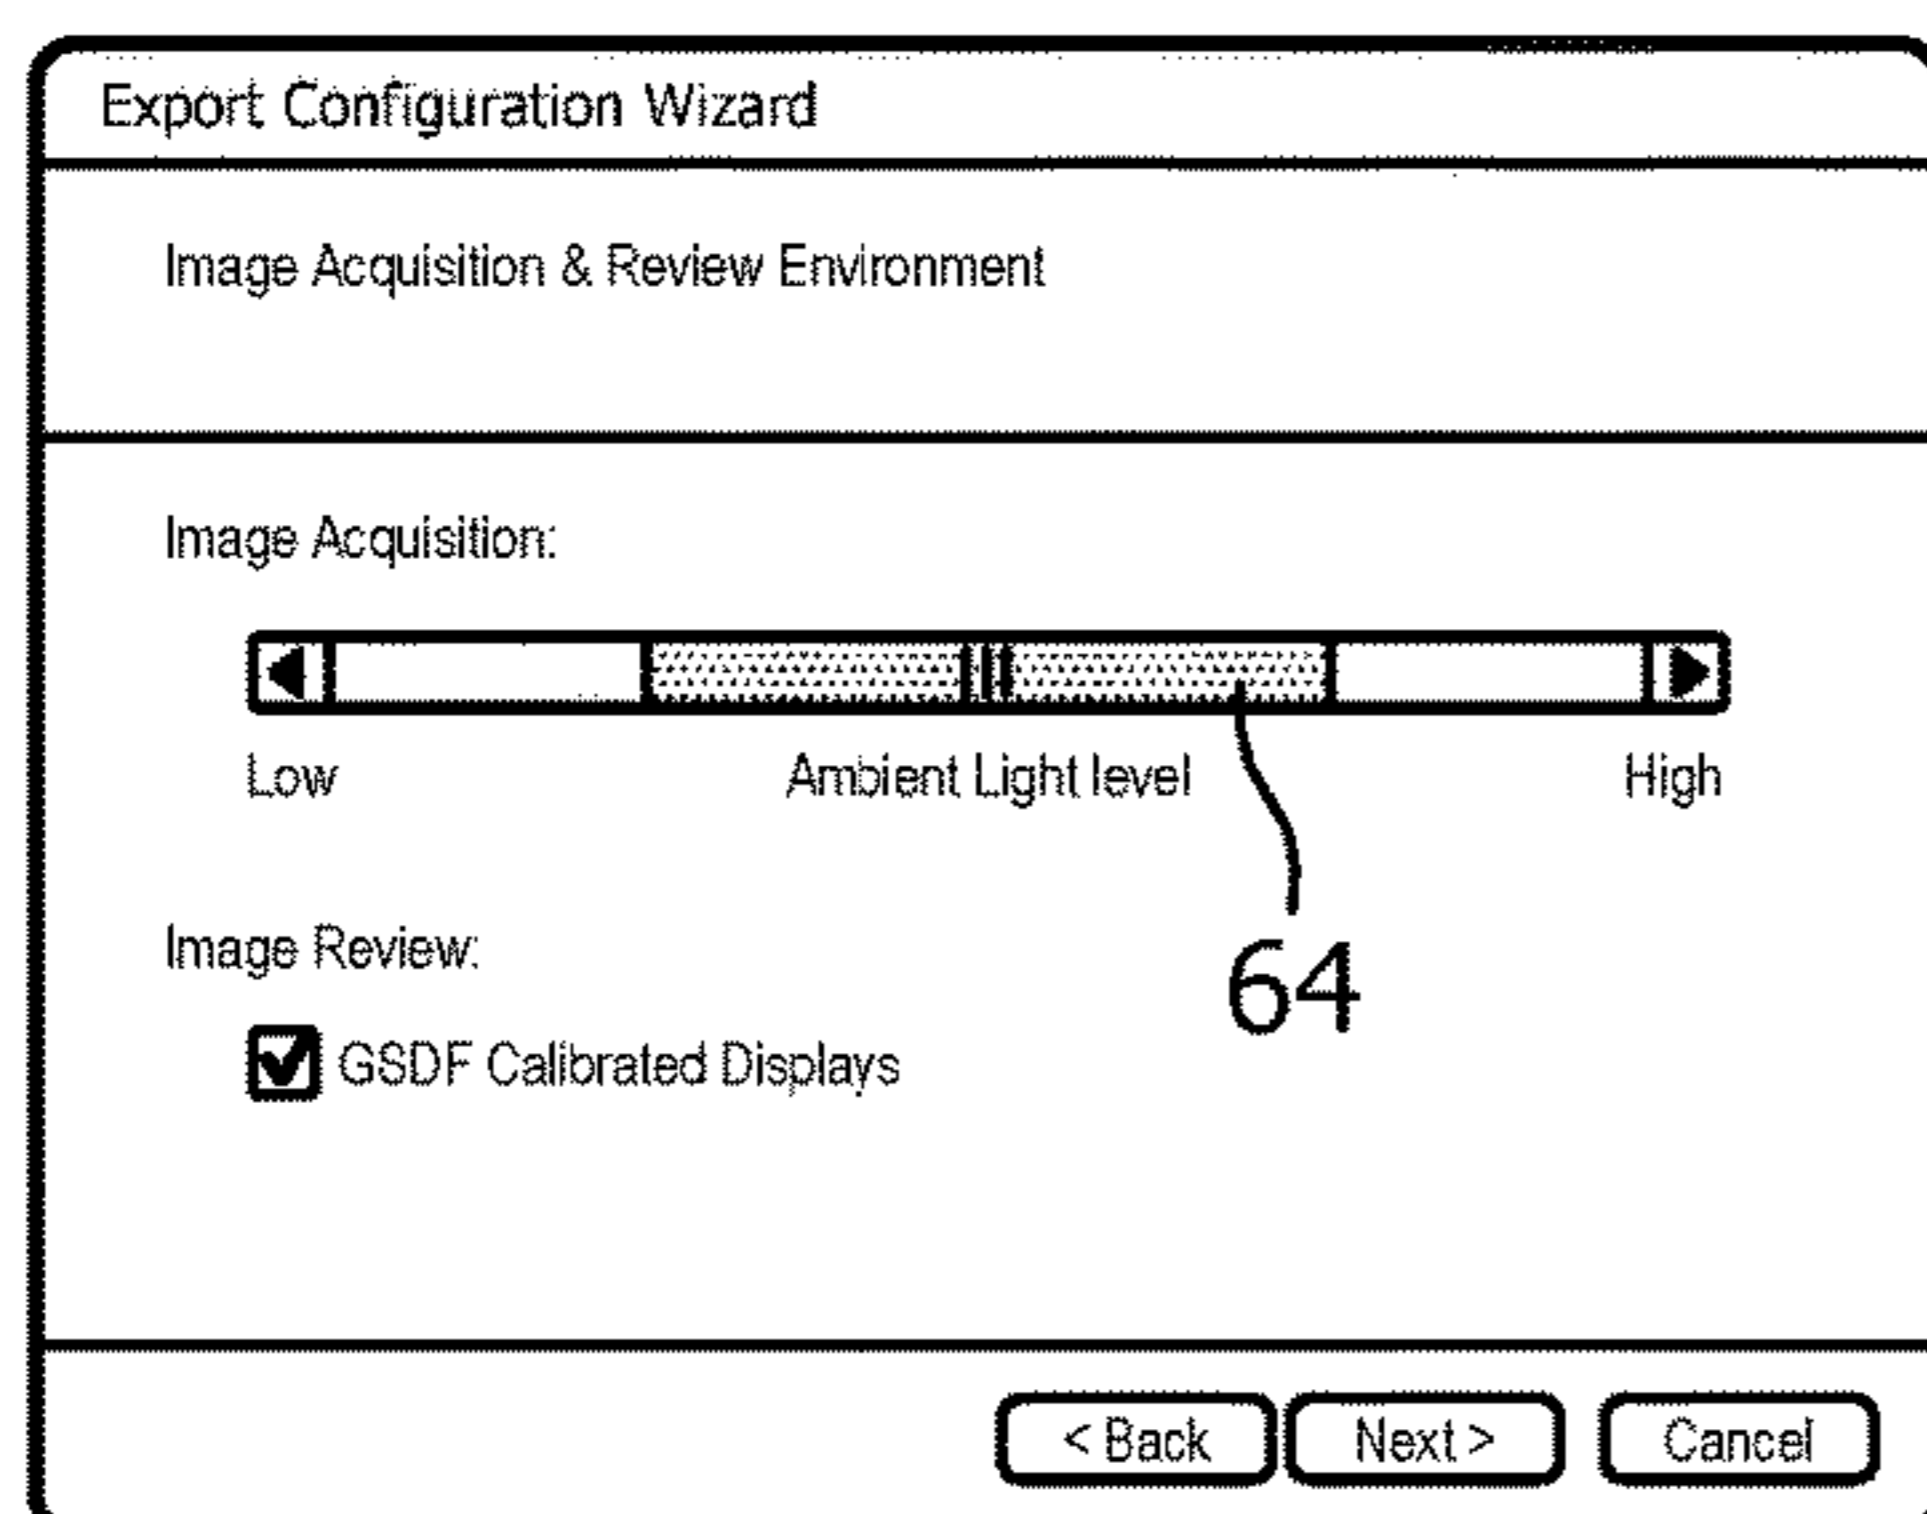 Export Configuration Wizard
Image Acquisition & Review Environment
Image Acquisition:
Low Ambient Light level High
64
Image Review:
GSDF Calibrated Displays
< Back Next > Cancel